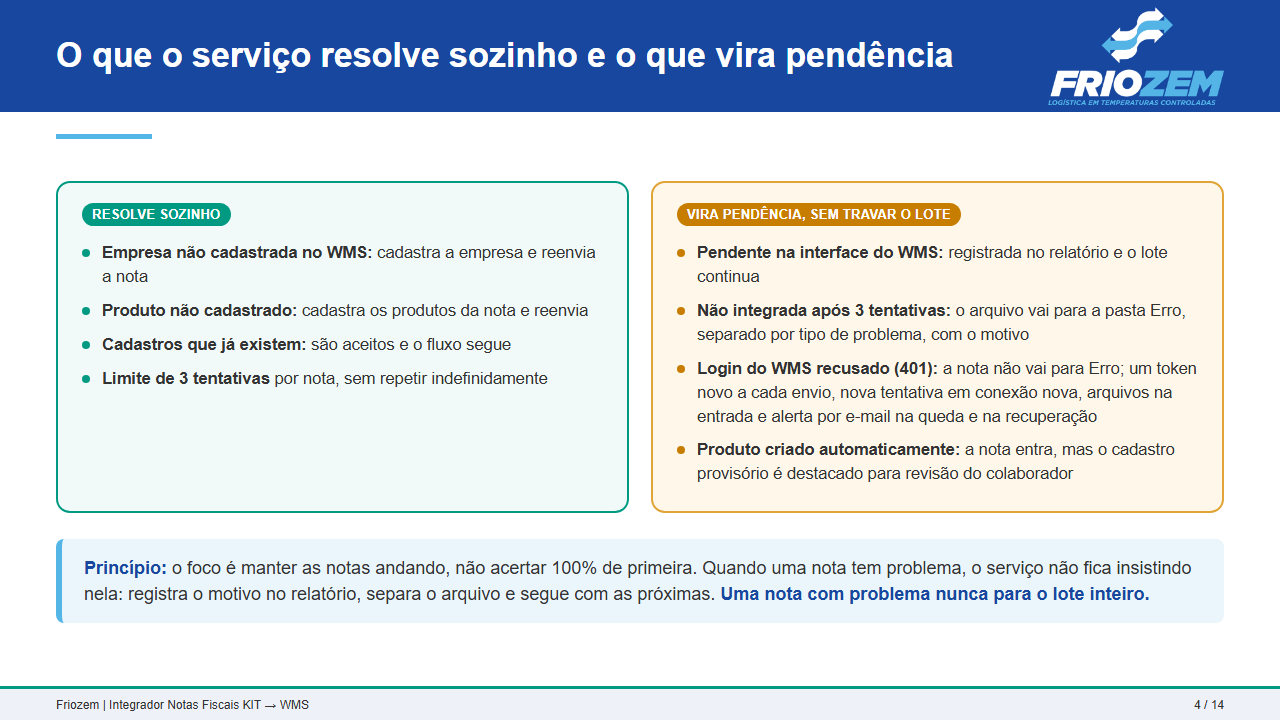 O que o serviço resolve sozinho e o que vira pendência
FRIOZEM
LOGÍSTICA EM TEMPERATURAS CONTROLADAS
RESOLVE SOZINHO
Empresa não cadastrada no WMS: cadastra a empresa e reenvia
a nota
Produto não cadastrado: cadastra os produtos da nota e reenvia
Cadastros que já existem: são aceitos e o fluxo segue
Limite de 3 tentativas por nota, sem repetir indefinidamente
VIRA PENDÊNCIA, SEM TRAVAR O LOTE
Pendente na interface do WMS: registrada no relatório e o lote
continua
Não integrada após 3 tentativas: o arquivo vai para a pasta Erro,
separado por tipo de problema, com o motivo
Login do WMS recusado (401): a nota não vai para Erro; um token
novo a cada envio, nova tentativa em conexão nova, arquivos na
entrada e alerta por e-mail na queda e na recuperação
Produto criado automaticamente: a nota entra, mas o cadastro
provisório é destacado para revisão do colaborador
Princípio: o foco é manter as notas andando, não acertar 100% de primeira. Quando uma nota tem problema, o serviço não fica insistindo
nela: registra o motivo no relatório, separa o arquivo e segue com as próximas. Uma nota com problema nunca para o lote inteiro.
Friozem | Integrador Notas Fiscais KIT → WMS
4 / 14